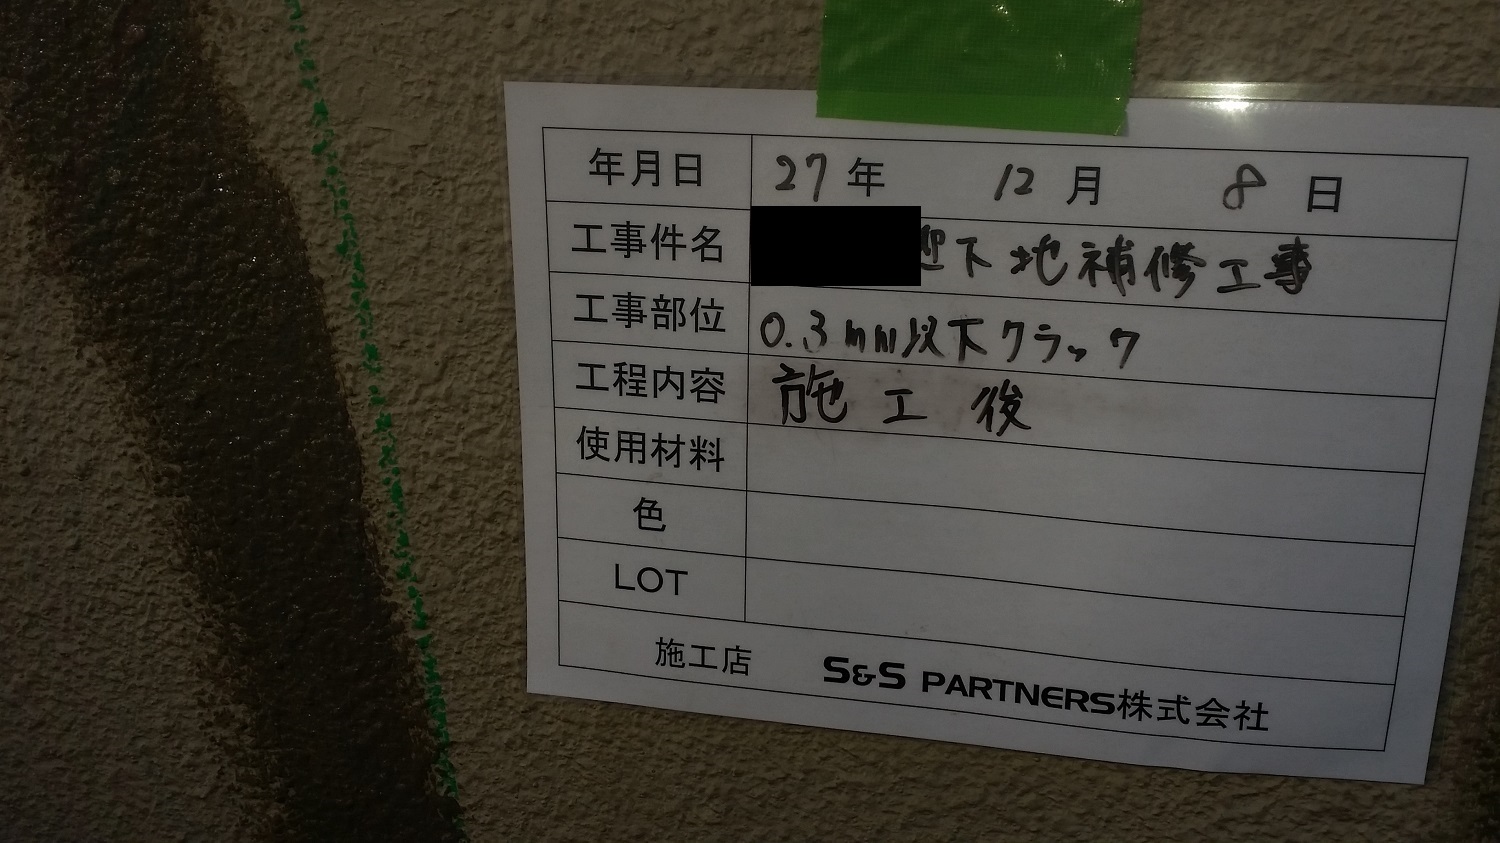 年月日 27年 12月 8日
工事件名 邸下地補修工事
工事部位 0.3mm以下クラック
工程内容 施工後
使用材料
色
LOT
施工店 S&S PARTNERS株式会社